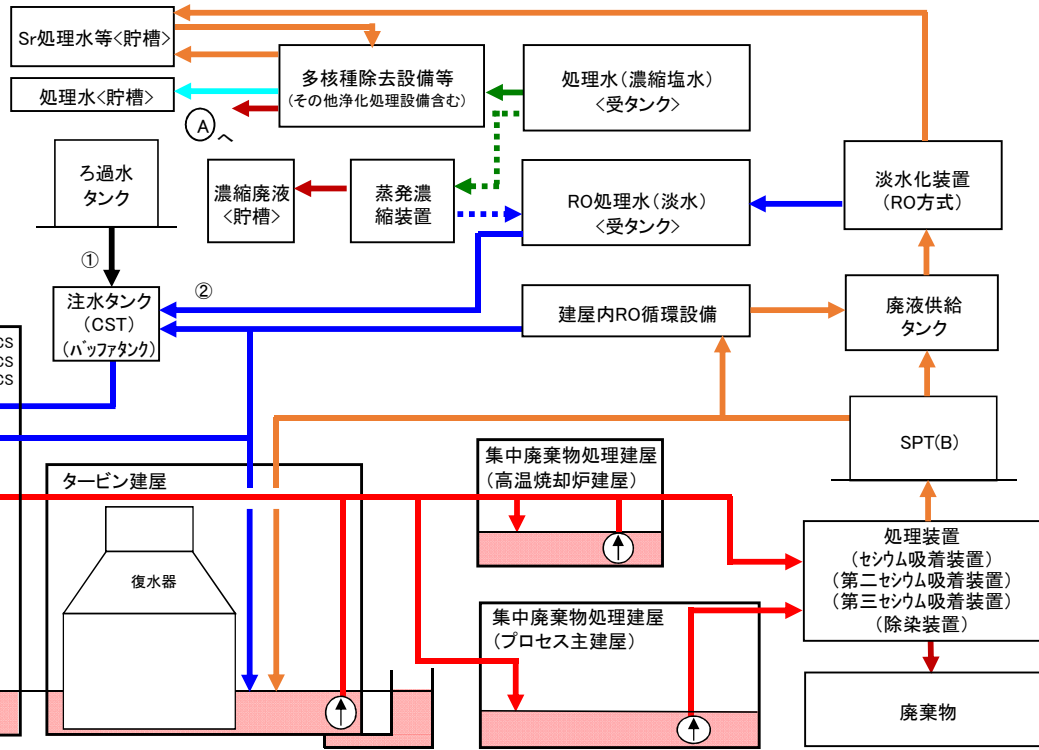 Sr処理水等<貯槽>
処理水<貯槽>
多核種除去設備等
(その他浄化処理設備含む)
Ⓐへ
処理水(濃縮塩水)
<受タンク>
ろ過水
タンク
濃縮廃液
<貯槽>
蒸発濃
縮装置
RO処理水(淡水)
<受タンク>
淡水化装置
(RO方式)
①
②
注水タンク
(CST)
(バッファタンク)
建屋内RO循環設備
廃液供給
タンク
CS
CS
CS
SPT(B)
タービン建屋
復水器
集中廃棄物処理建屋
(高温焼却炉建屋)
処理装置
(セシウム吸着装置)
(第二セシウム吸着装置)
(第三セシウム吸着装置)
(除染装置)
集中廃棄物処理建屋
(プロセス主建屋)
廃棄物